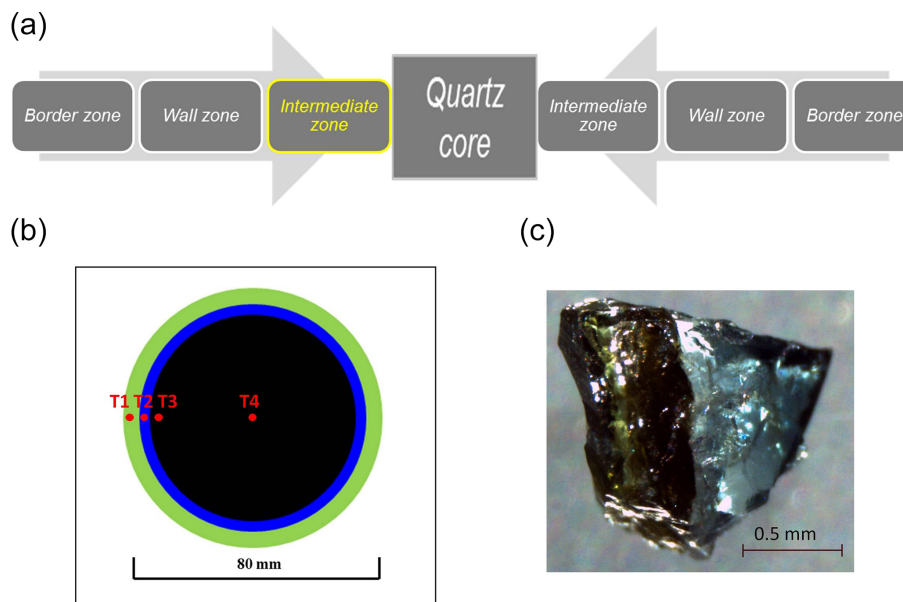 (a)
Border zone
Wall zone
Intermediate
zone
Quartz
core
Intermediate
zone
Wall zone
Border zone
(b)
T1 T2 T3 T4
80 mm
(c)
0.5 mm